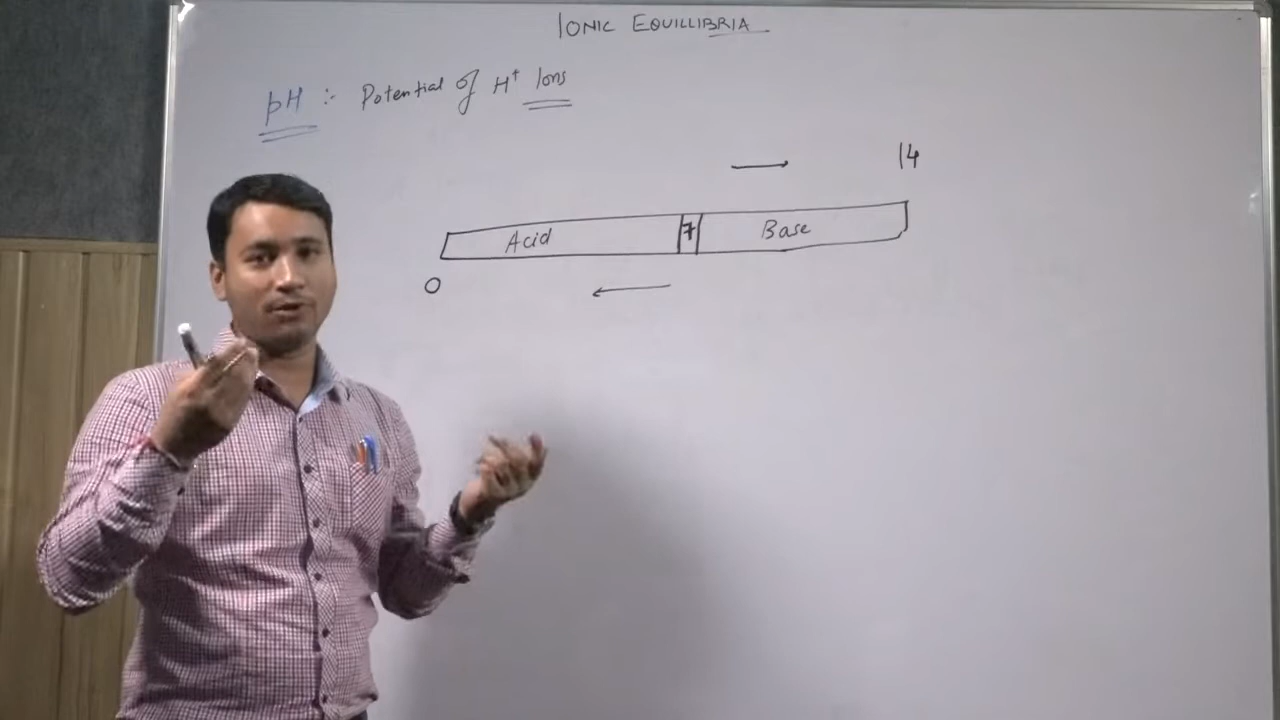 IONIC EQUILLIBRIA
pH :- Potential of H⁺ Ions
14
Acid 7 Base
0